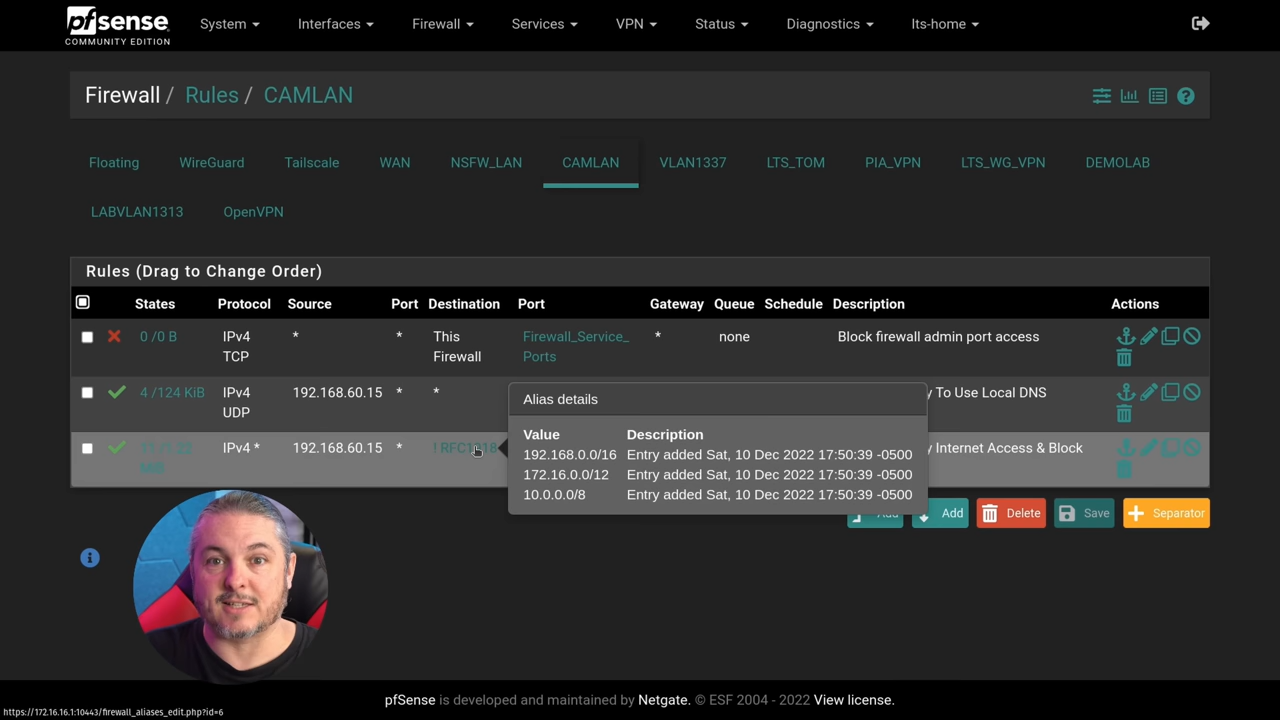 pfsense
COMMUNITY EDITION
System Interfaces Firewall Services VPN Status Diagnostics Its-home
Firewall / Rules / CAMLAN
Floating WireGuard Tailscale WAN NSFW_LAN CAMLAN VLAN1337 LTS_TOM PIA_VPN LTS_WG_VPN DEMOLAB
LABVLAN1313 OpenVPN
Rules (Drag to Change Order)
States Protocol Source Port Destination Port Gateway Queue Schedule Description Actions
0 /0 B IPv4 TCP * * This Firewall Firewall_Service_Ports * none Block firewall admin port access
4 /124 KiB IPv4 UDP 192.168.60.15 * * y To Use Local DNS
IPv4 * 192.168.60.15 * ! RFC1918 y Internet Access & Block
Alias details
Value Description
192.168.0.0/16 Entry added Sat, 10 Dec 2022 17:50:39 -0500
172.16.0.0/12 Entry added Sat, 10 Dec 2022 17:50:39 -0500
10.0.0.0/8 Entry added Sat, 10 Dec 2022 17:50:39 -0500
Add Add Delete Save Separator
pfSense is developed and maintained by Netgate. © ESF 2004 - 2022 View license.
https://172.16.16.1:10443/firewall_aliases_edit.php?id=6